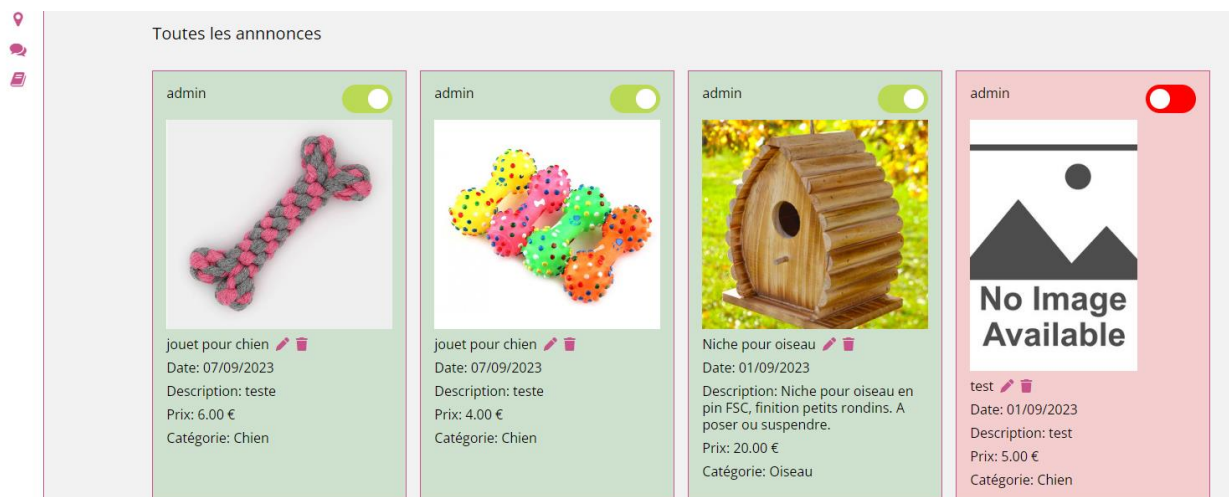 Toutes les annnonces
admin
jouet pour chien
Date: 07/09/2023
Description: teste
Prix: 6.00 €
Catégorie: Chien
admin
jouet pour chien
Date: 07/09/2023
Description: teste
Prix: 4.00 €
Catégorie: Chien
admin
Niche pour oiseau
Date: 01/09/2023
Description: Niche pour oiseau en
pin FSC, finition petits rondins. A
poser ou suspendre.
Prix: 20.00 €
Catégorie: Oiseau
admin
No Image
Available
test
Date: 01/09/2023
Description: test
Prix: 5.00 €
Catégorie: Chien